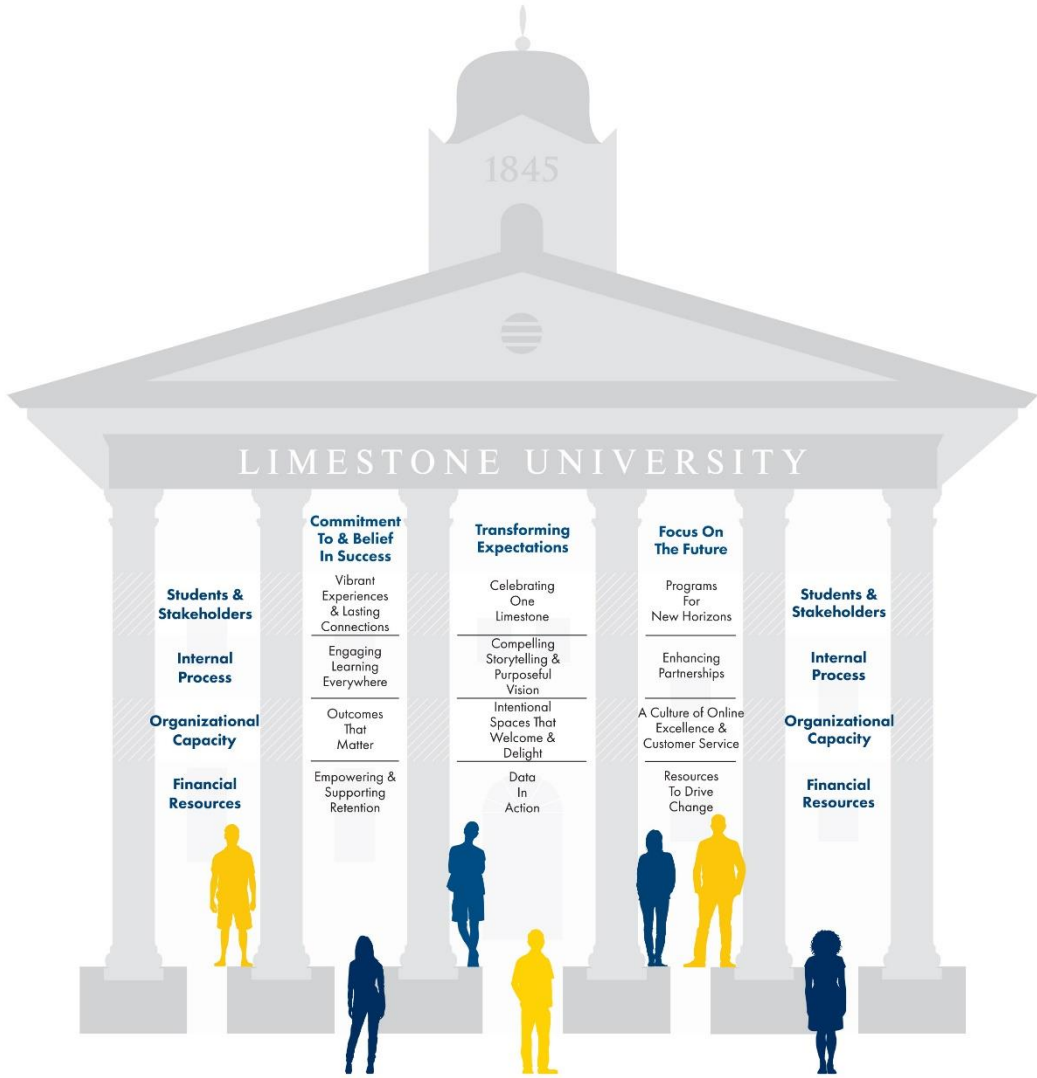 1845
LIMESTONE UNIVERSITY
Commitment
To & Belief
In Success
Transforming
Expectations
Focus On
The Future
Students &
Stakeholders
Vibrant
Experiences
& Lasting
Connections
Celebrating
One
Limestone
Programs
For
New Horizons
Students &
Stakeholders
Internal
Process
Engaging
Learning
Everywhere
Compelling
Storytelling &
Purposeful
Vision
Enhancing
Partnerships
Internal
Process
Organizational
Capacity
Outcomes
That
Matter
Intentional
Spaces That
Welcome &
Delight
A Culture of Online
Excellence &
Customer Service
Organizational
Capacity
Financial
Resources
Empowering &
Supporting
Retention
Data
In
Action
Resources
To Drive
Change
Financial
Resources